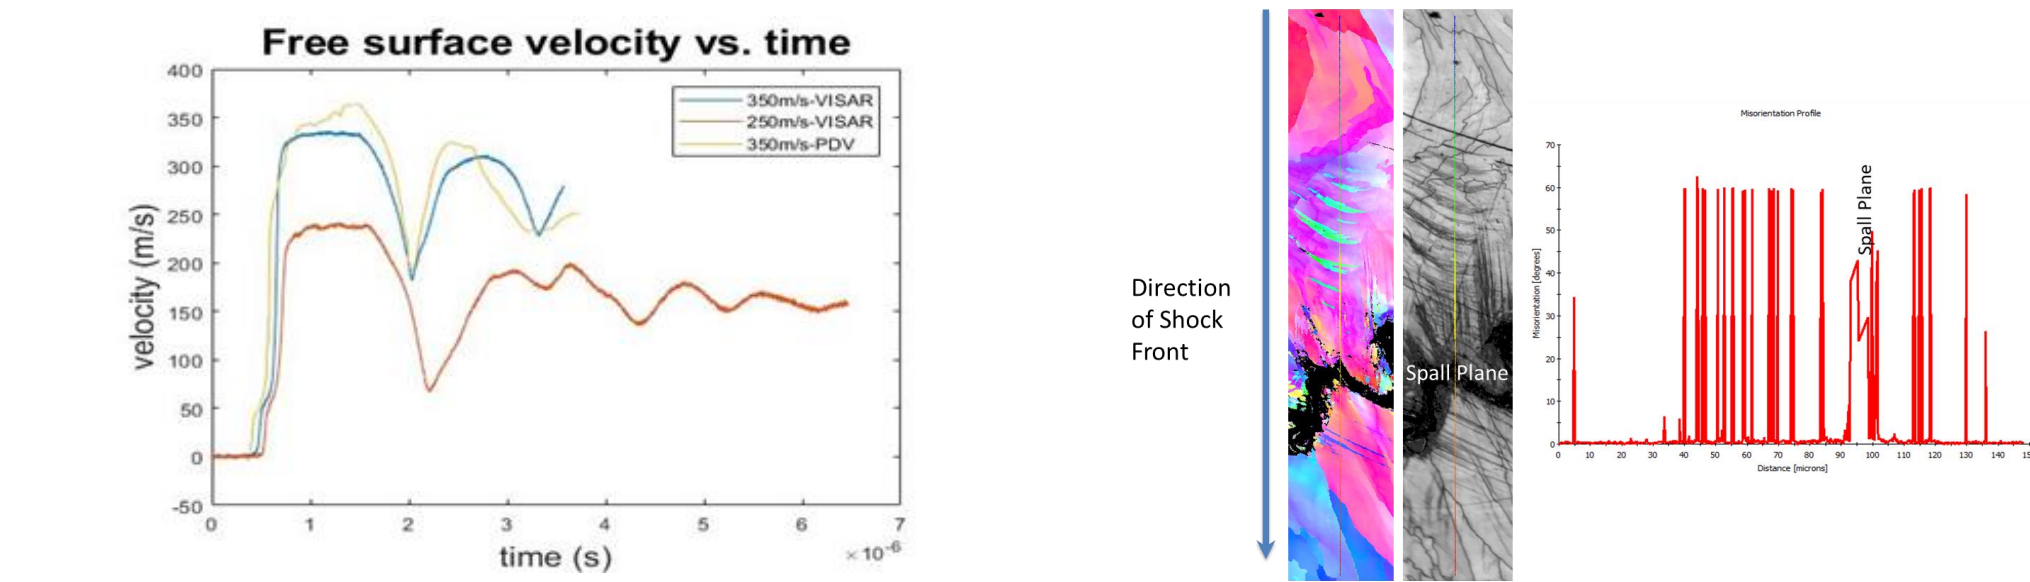 Free surface velocity vs. time
400
350
300
250
200
150
100
50
0
-50
velocity (m/s)
0 1 2 3 4 5 6 7
time (s)
×10-6
350m/s-VISAR
250m/s-VISAR
350m/s-PDV
Direction
of Shock
Front
Spall Plane
Misorientation Profile
70
60
50
40
30
20
10
0
Misorientation [degrees]
Spall Plane
0 10 20 30 40 50 60 70 80 90 100 110 120 130 140
Distance [microns]